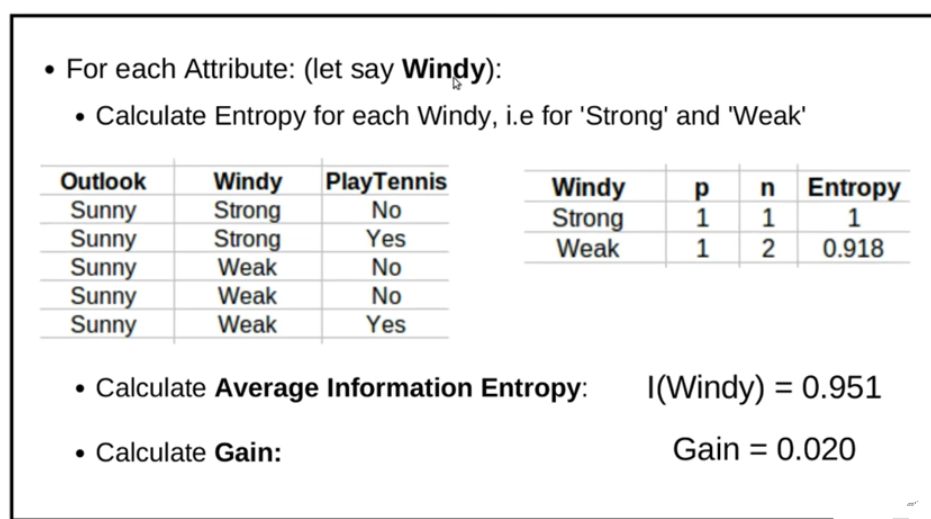 • For each Attribute: (let say Windy):
• Calculate Entropy for each Windy, i.e for 'Strong' and 'Weak'
Outlook Windy PlayTennis
Sunny Strong No
Sunny Strong Yes
Sunny Weak No
Sunny Weak No
Sunny Weak Yes
Windy p n Entropy
Strong 1 1 1
Weak 1 2 0.918
• Calculate Average Information Entropy: I(Windy) = 0.951
• Calculate Gain: Gain = 0.020